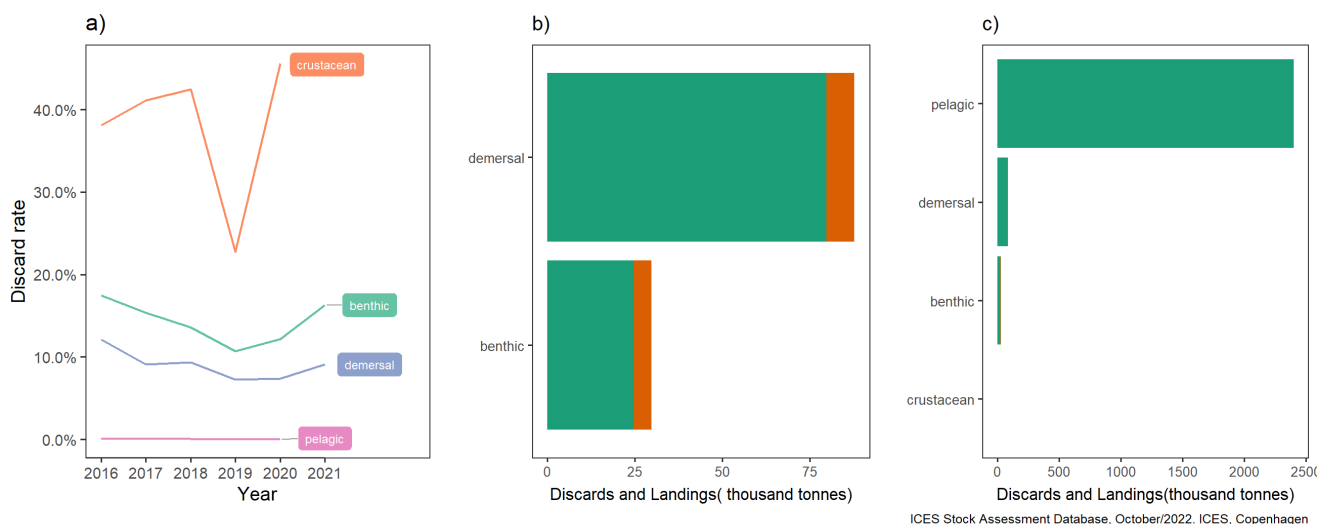 a)
Discard rate
40.0%
30.0%
20.0%
10.0%
0.0%
crustacean
benthic
demersal
pelagic
2016 2017 2018 2019 2020 2021
Year
b)
demersal
benthic
0 25 50 75
Discards and Landings( thousand tonnes)
c)
pelagic
demersal
benthic
crustacean
0 500 1000 1500 2000 2500
Discards and Landings(thousand tonnes)
ICES Stock Assessment Database, October/2022. ICES, Copenhagen